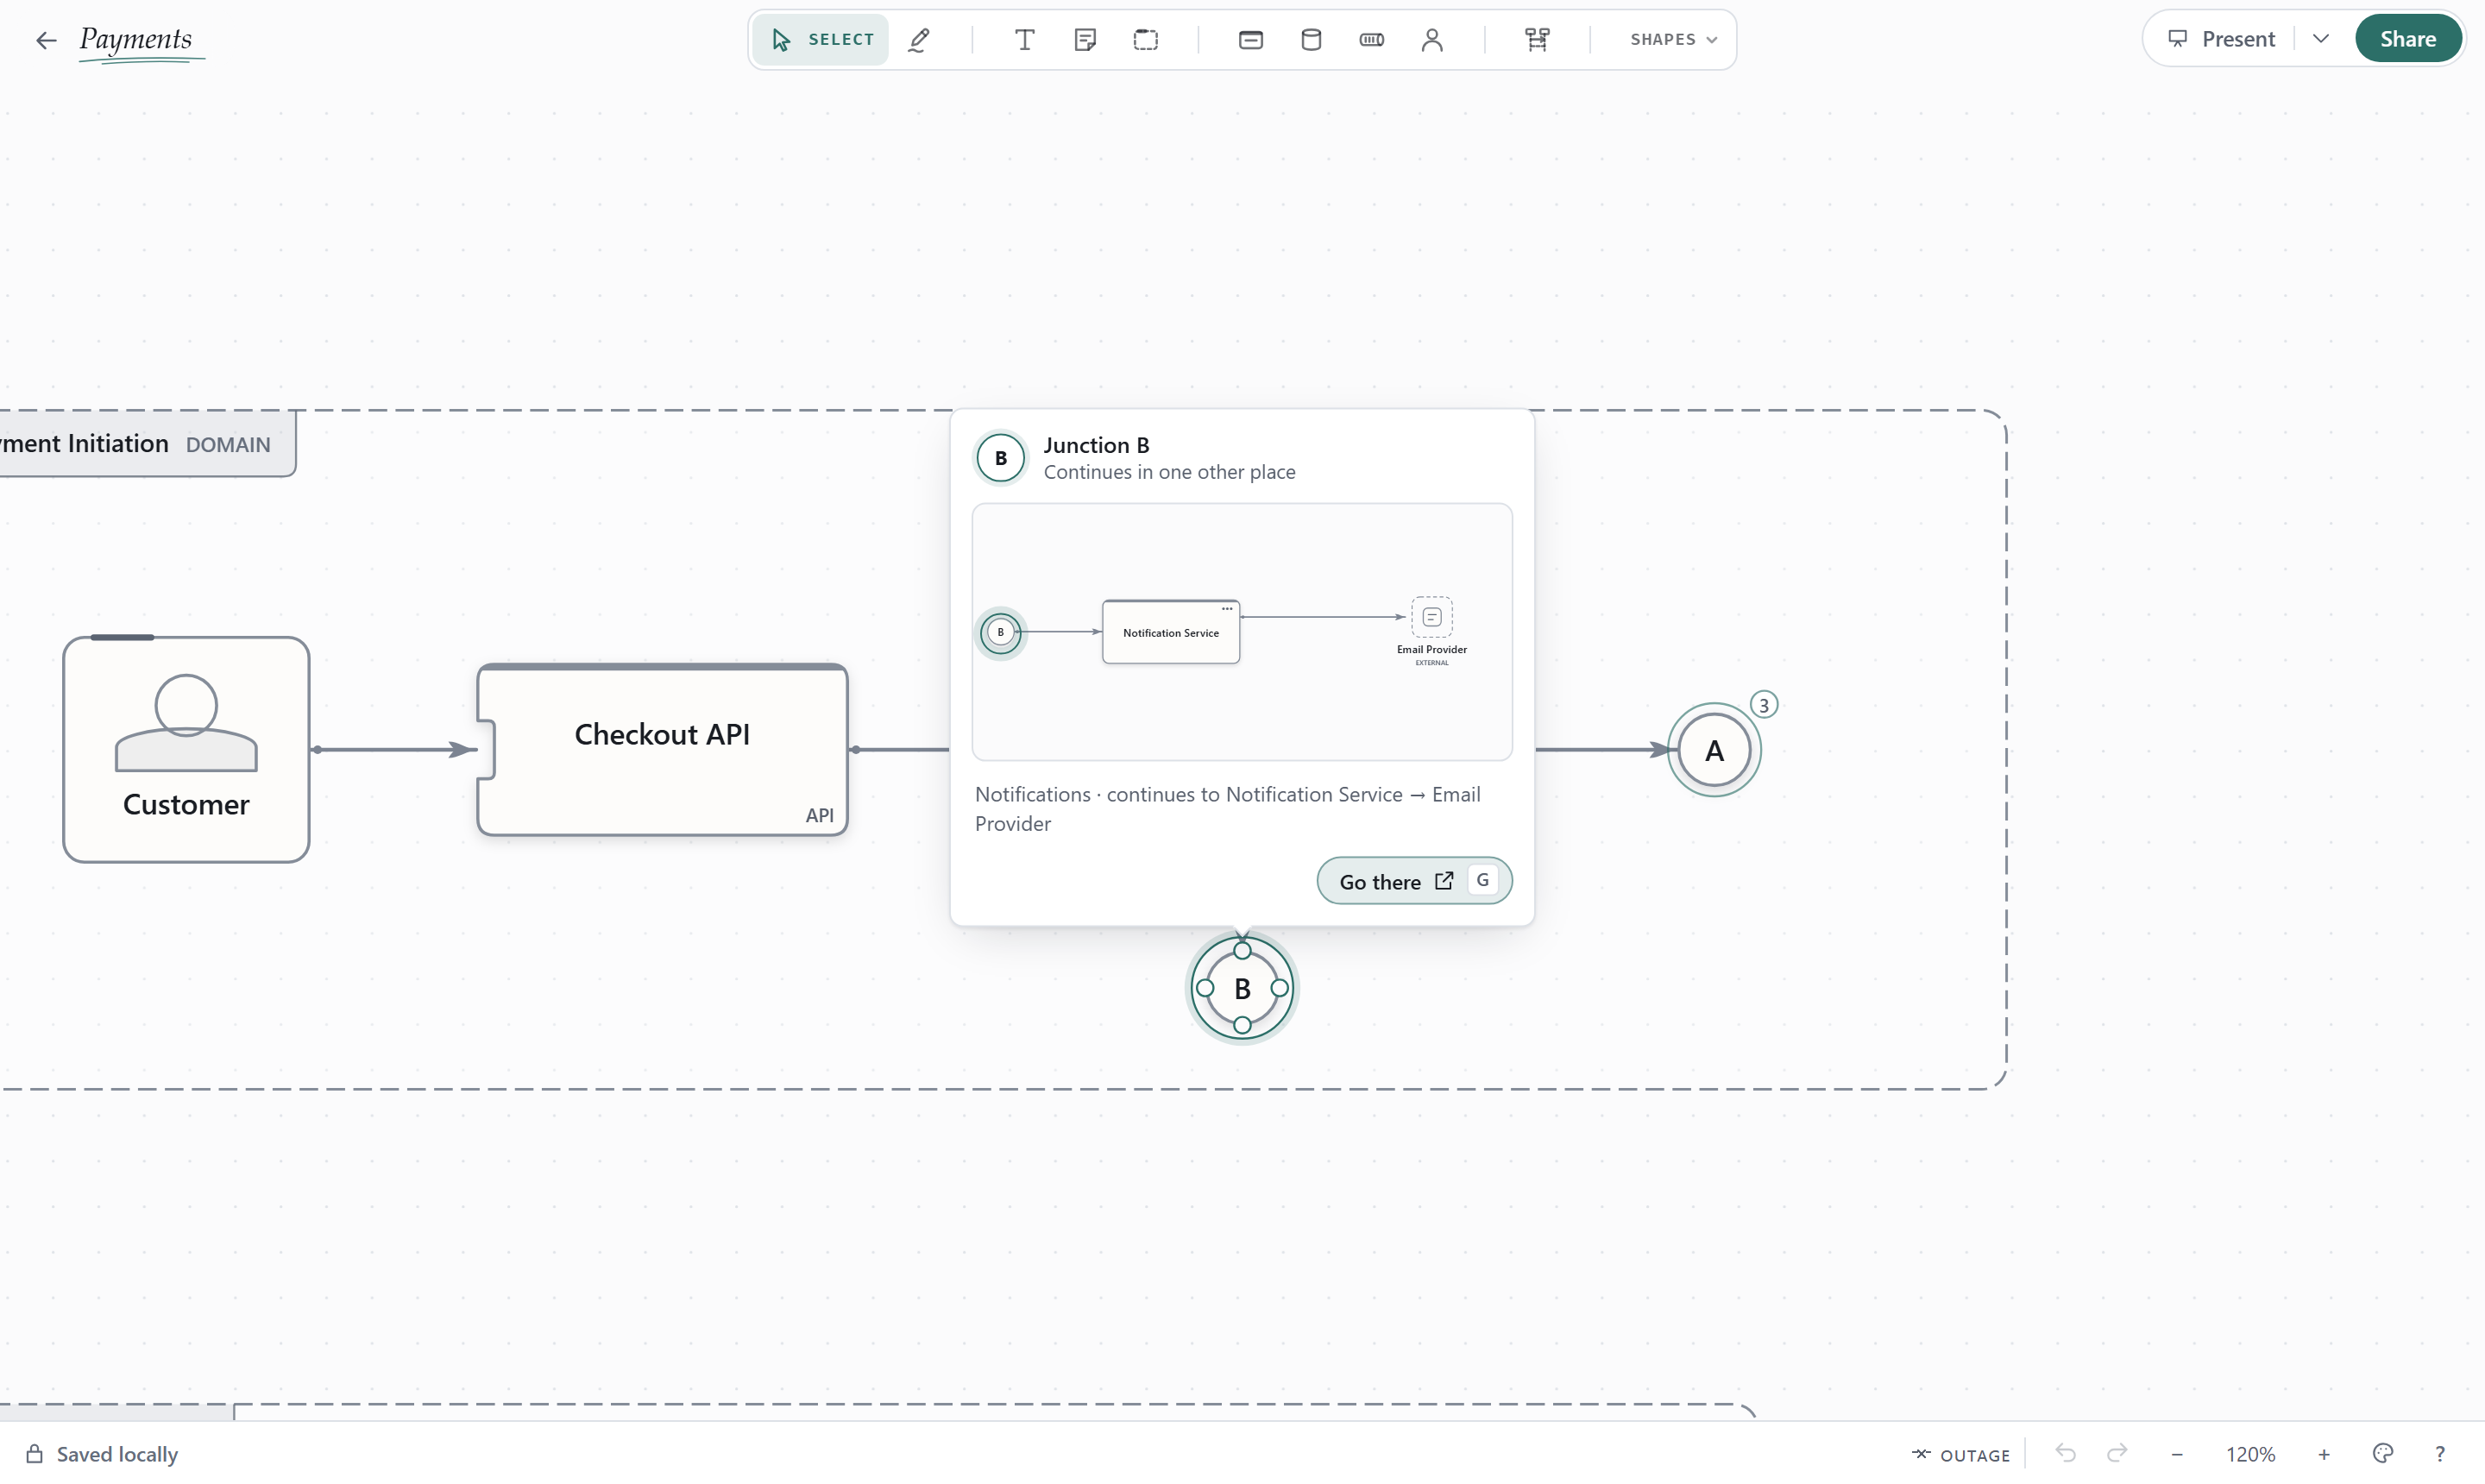 Payments
SELECT
SHAPES
Present
Share
yment Initiation DOMAIN
B
Junction B
Continues in one other place
B
Notification Service
Email Provider
EXTERNAL
Notifications · continues to Notification Service → Email
Provider
Go there
G
Customer
Checkout API
API
3
A
B
Saved locally
OUTAGE
−
120%
+
?